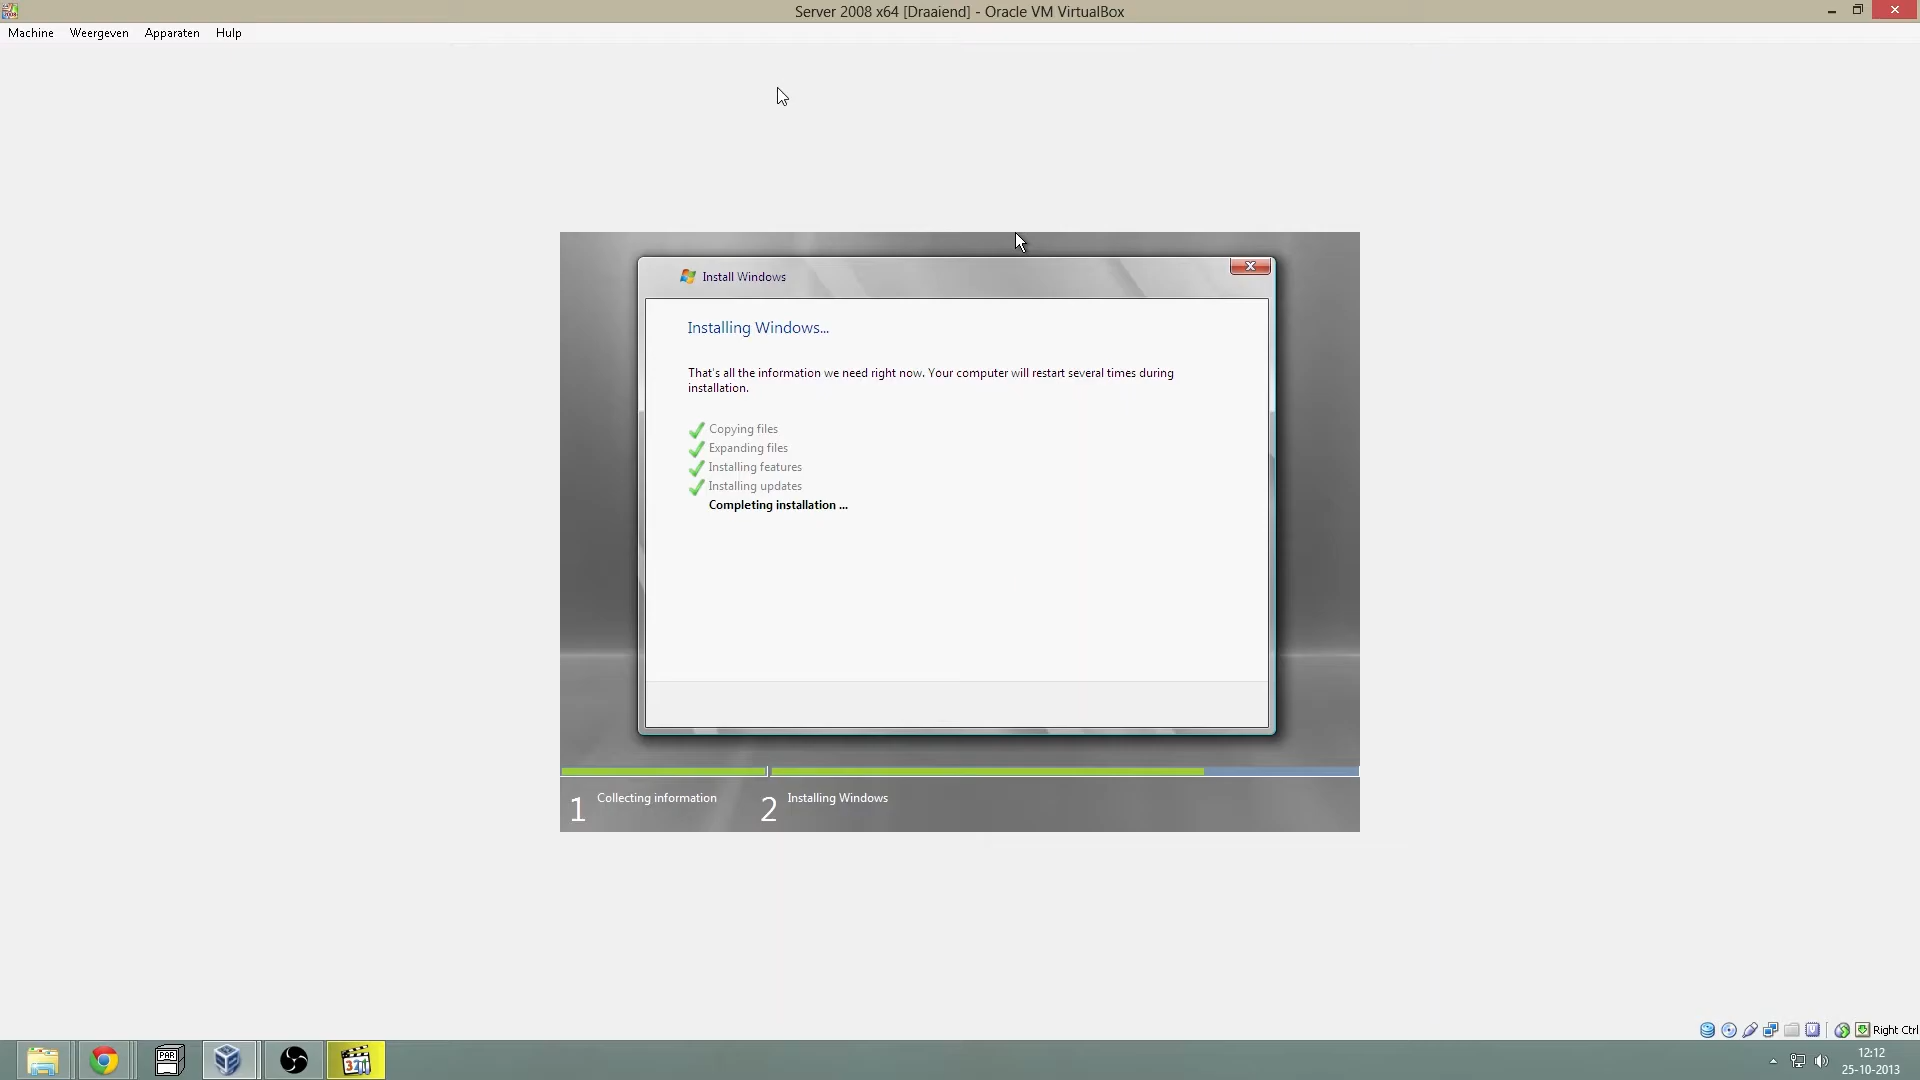 Server 2008 x64 [Draaiend] - Oracle VM VirtualBox
Machine Weergeven Apparaten Hulp
Install Windows
Installing Windows...
That's all the information we need right now. Your computer will restart several times during
installation.
Copying files
Expanding files
Installing features
Installing updates
Completing installation ...
1 Collecting information 2 Installing Windows
Right Ctrl
PAR
321
12:12
25-10-2013